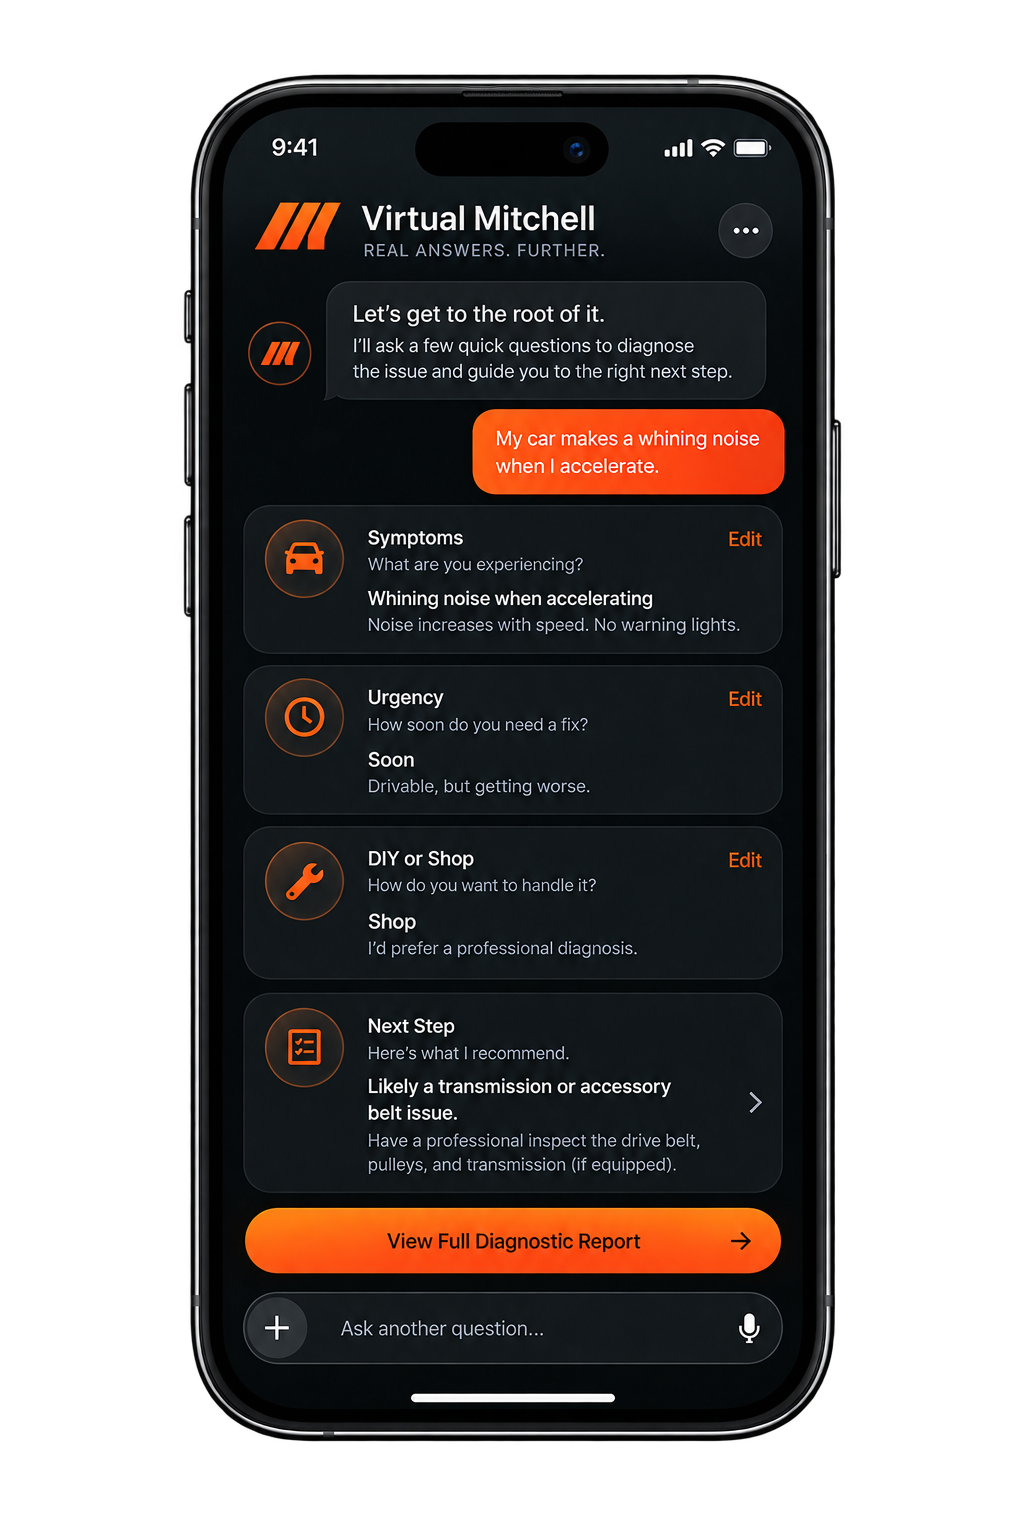 9:41
Virtual Mitchell
REAL ANSWERS. FURTHER.
Let's get to the root of it.
I'll ask a few quick questions to diagnose
the issue and guide you to the right next step.
My car makes a whining noise
when I accelerate.
Symptoms
Edit
What are you experiencing?
Whining noise when accelerating
Noise increases with speed. No warning lights.
Urgency
Edit
How soon do you need a fix?
Soon
Drivable, but getting worse.
DIY or Shop
Edit
How do you want to handle it?
Shop
I'd prefer a professional diagnosis.
Next Step
Here's what I recommend.
Likely a transmission or accessory
belt issue.
Have a professional inspect the drive belt,
pulleys, and transmission (if equipped).
View Full Diagnostic Report
Ask another question...